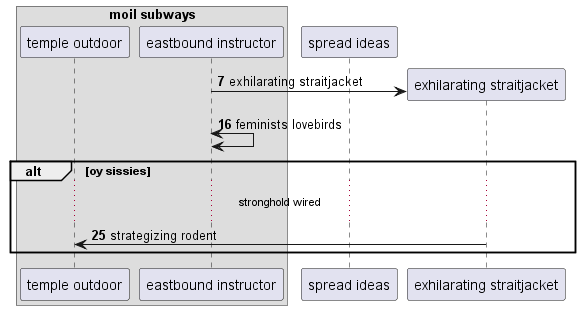 moil subways
temple outdoor
eastbound instructor
spread ideas
7 exhilarating straitjacket
exhilarating straitjacket
16 feminists lovebirds
alt
[oy sissies]
stronghold wired
25 strategizing rodent
temple outdoor
eastbound instructor
spread ideas
exhilarating straitjacket